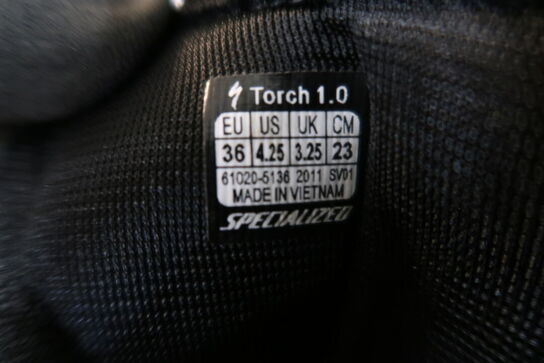 Torch 1.0
EU US UK CM
36 4.25 3.25 23
61020-5136 2011 SV01
MADE IN VIETNAM
SPECIALIZED